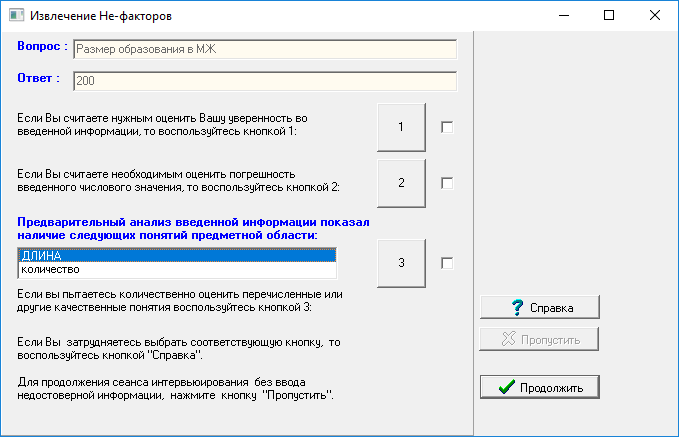 Извлечение Не-факторов
Вопрос :
Размер образования в МЖ
Ответ :
200
Если Вы считаете нужным оценить Вашу уверенность во
введенной информации, то воспользуйтесь кнопкой 1:
1
Если Вы считаете необходимым оценить погрешность
введенного числового значения, то воспользуйтесь кнопкой 2:
2
Предварительный анализ введенной информации показал
наличие следующих понятий предметной области:
ДЛИНА
количество
3
Если вы пытаетесь количественно оценить перечисленные или
другие качественные понятия воспользуйтесь кнопкой 3:
Справка
Если Вы затрудняетесь выбрать соответствующую кнопку, то
воспользуйтесь кнопкой "Справка".
Пропустить
Для продолжения сеанса интервьюирования без ввода
недостоверной информации, нажмите кнопку "Пропустить".
Продолжить